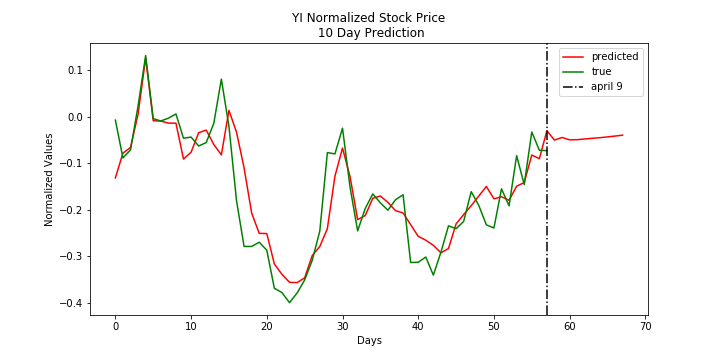 YI Normalized Stock Price
10 Day Prediction
predicted
true
april 9
Normalized Values
0.1
0.0
−0.1
−0.2
−0.3
−0.4
0 10 20 30 40 50 60 70
Days